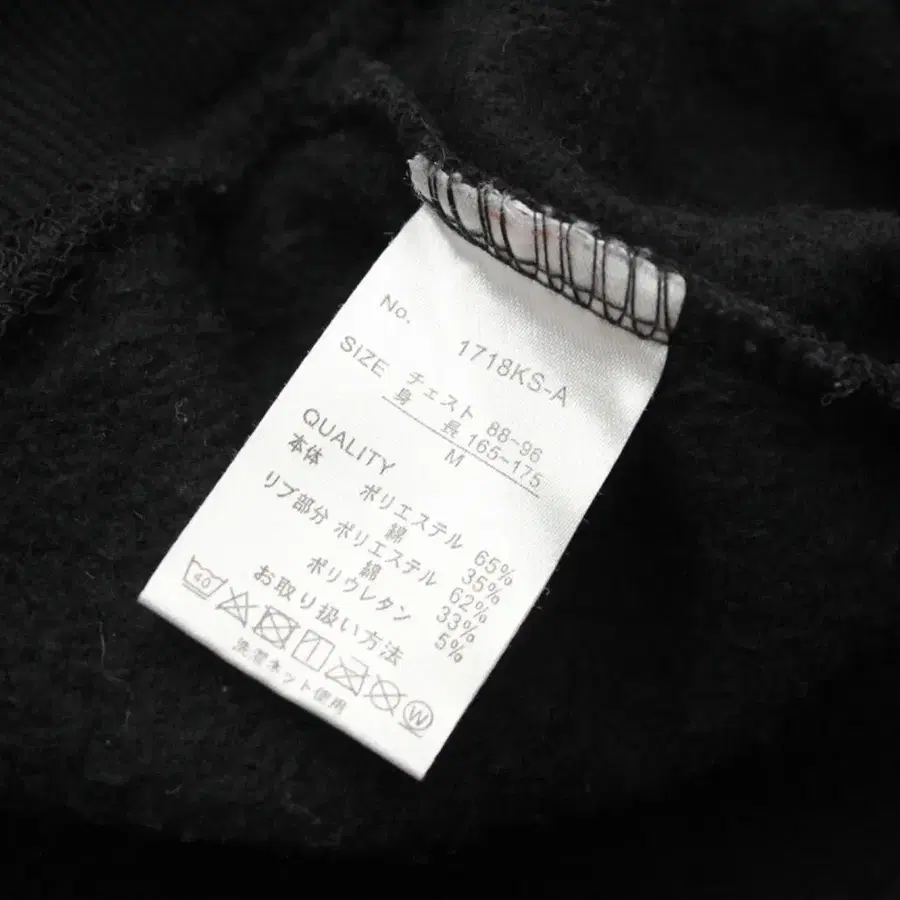 No. 1718KS-A
SIZE チェスト 88~96
身長 165~175
M
QUALITY
本体 ポリエステル 65%
綿 35%
リブ部分 ポリエステル 62%
綿 33%
ポリウレタン 5%
お取り扱い方法
40 W
洗濯ネット使用